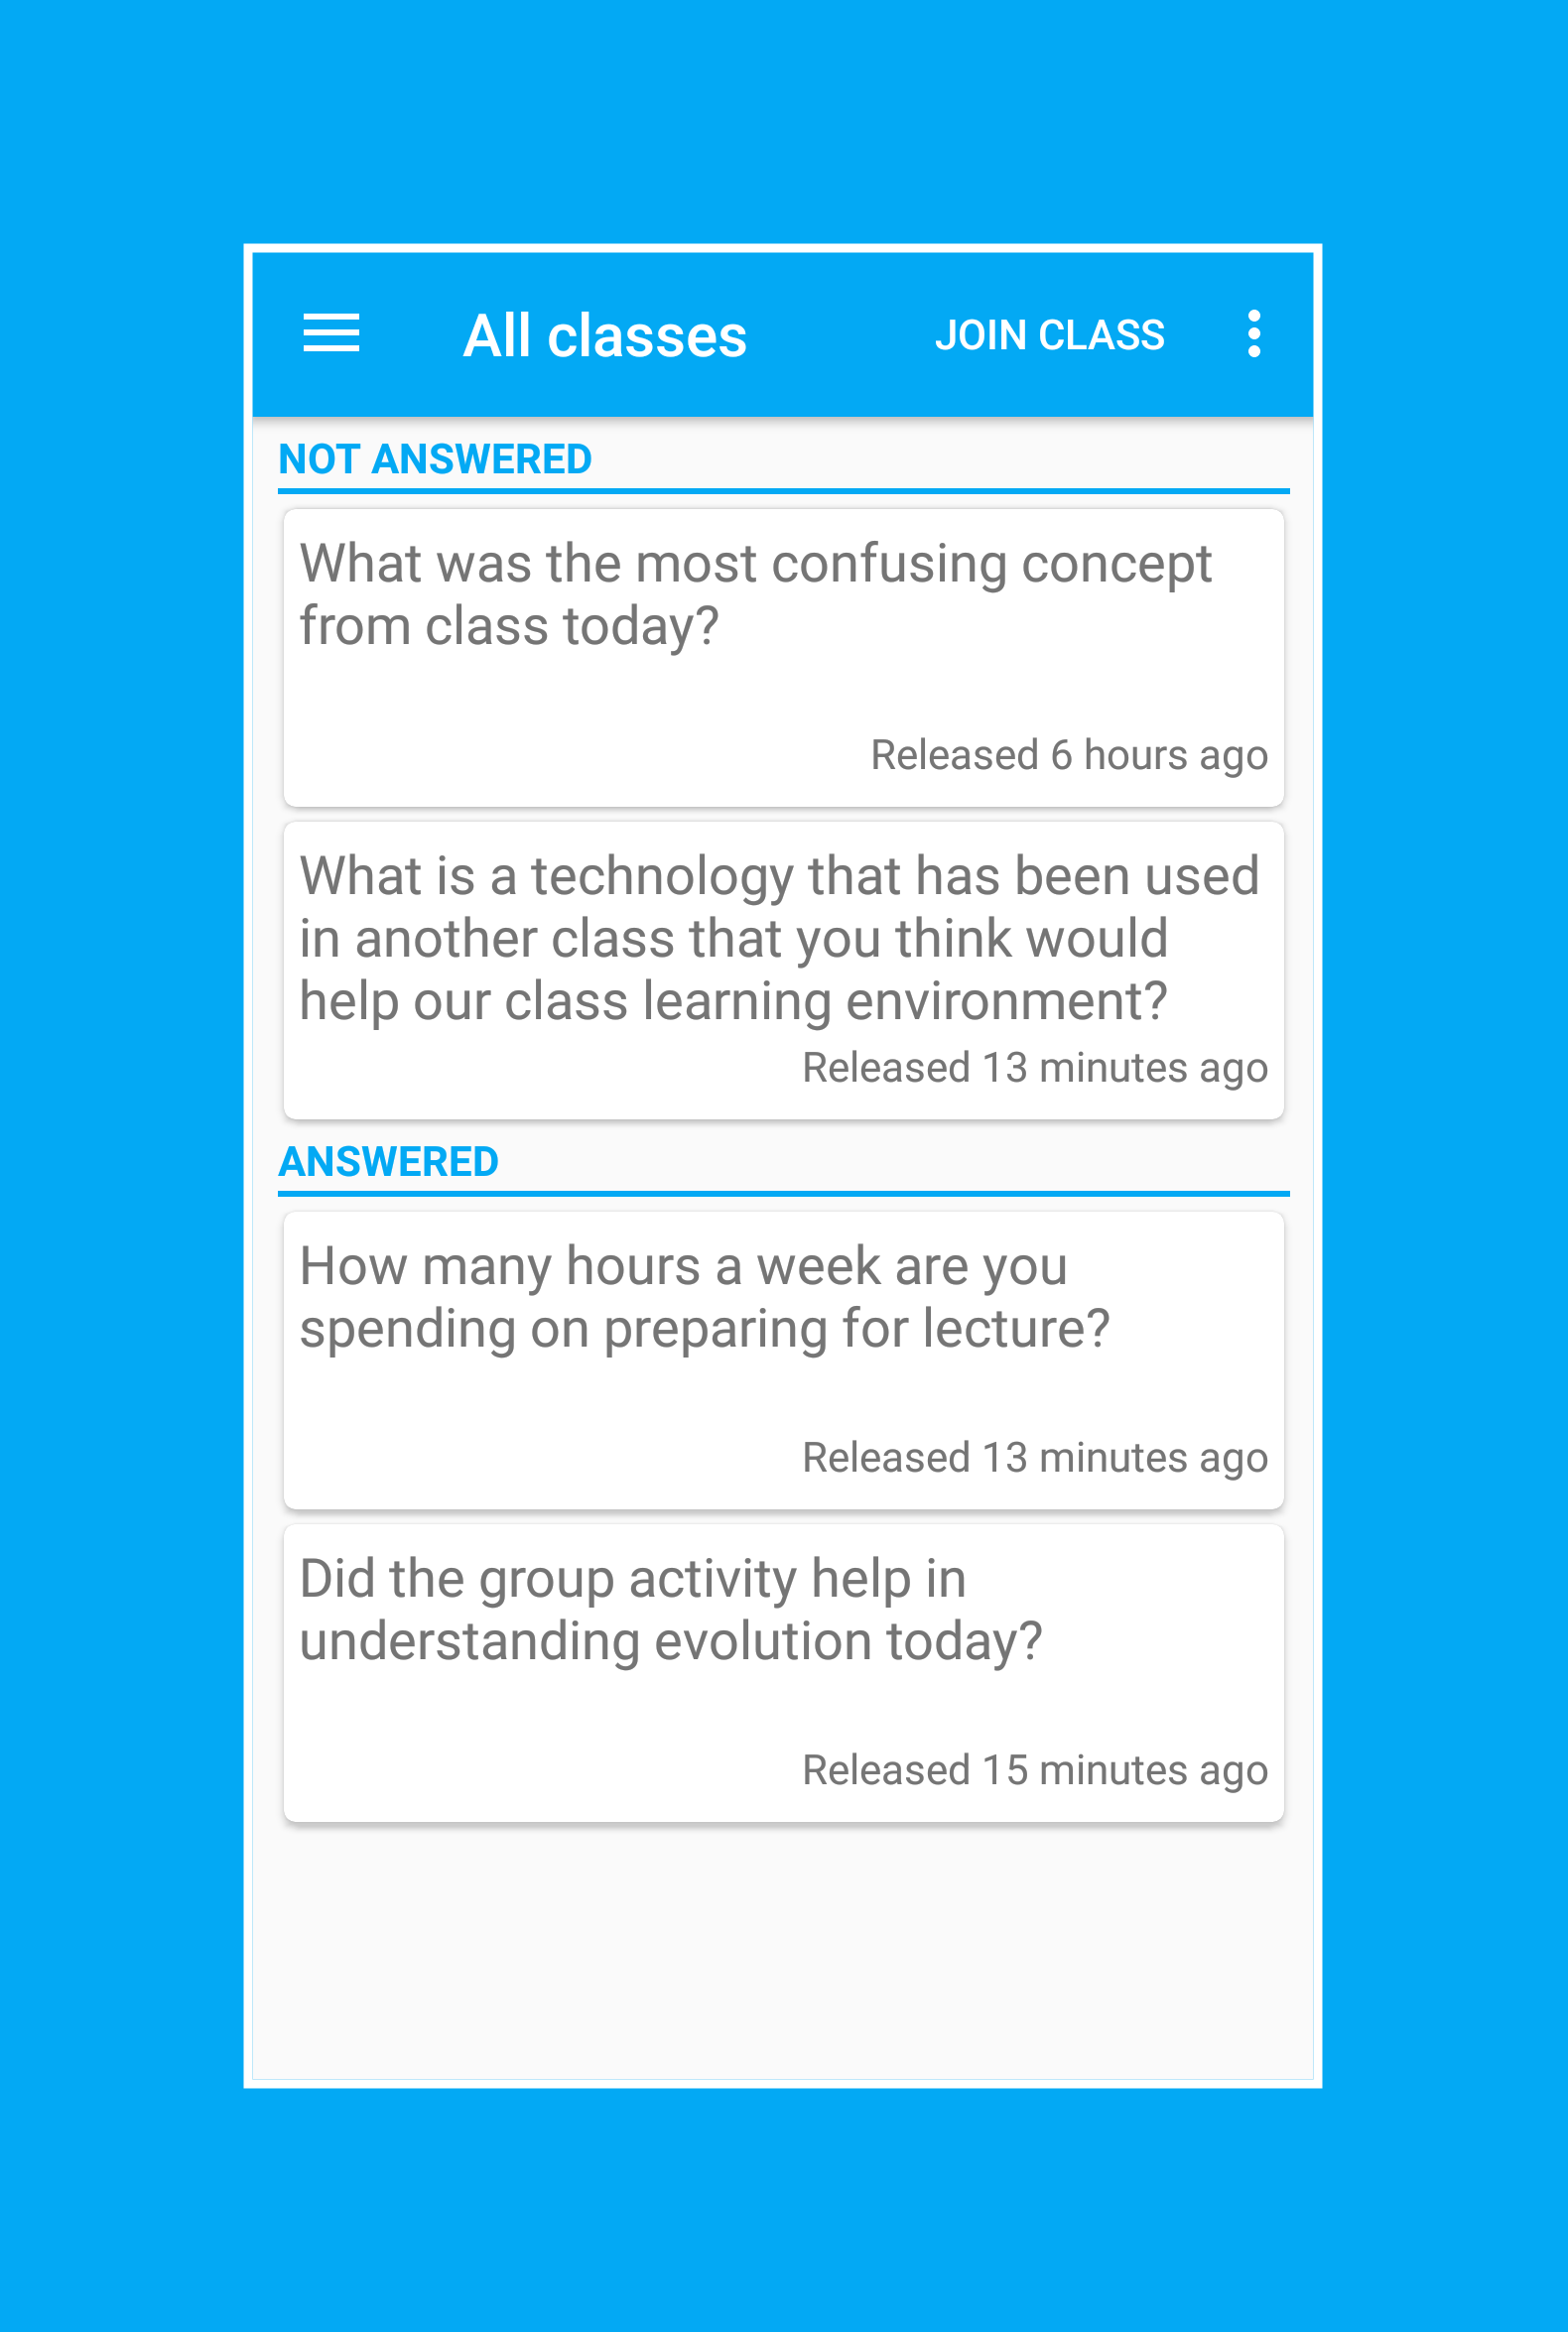 All classes
JOIN CLASS
NOT ANSWERED
What was the most confusing concept
from class today?
Released 6 hours ago
What is a technology that has been used
in another class that you think would
help our class learning environment?
Released 13 minutes ago
ANSWERED
How many hours a week are you
spending on preparing for lecture?
Released 13 minutes ago
Did the group activity help in
understanding evolution today?
Released 15 minutes ago